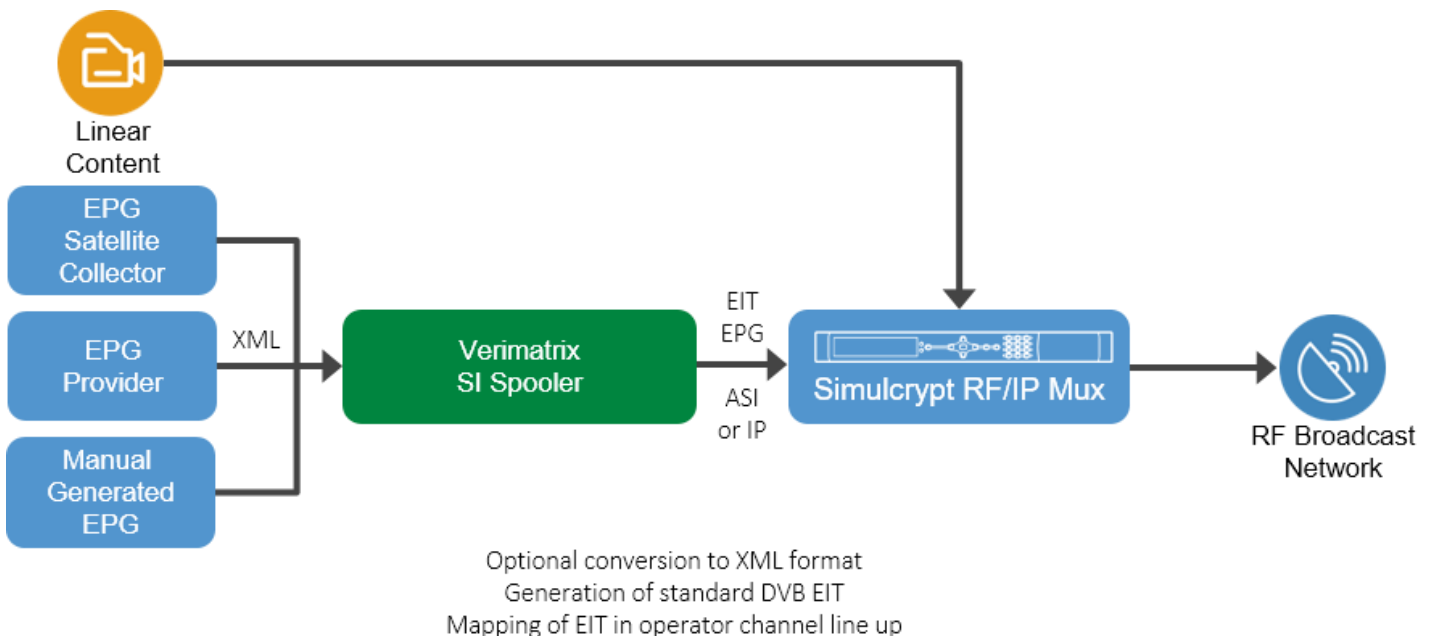 Linear
Content
EPG
Satellite
Collector
EPG
Provider
Manual
Generated
EPG
XML
Verimatrix
SI Spooler
EIT
EPG
ASI
or IP
Simulcrypt RF/IP Mux
RF Broadcast
Network
Optional conversion to XML format
Generation of standard DVB EIT
Mapping of EIT in operator channel line up